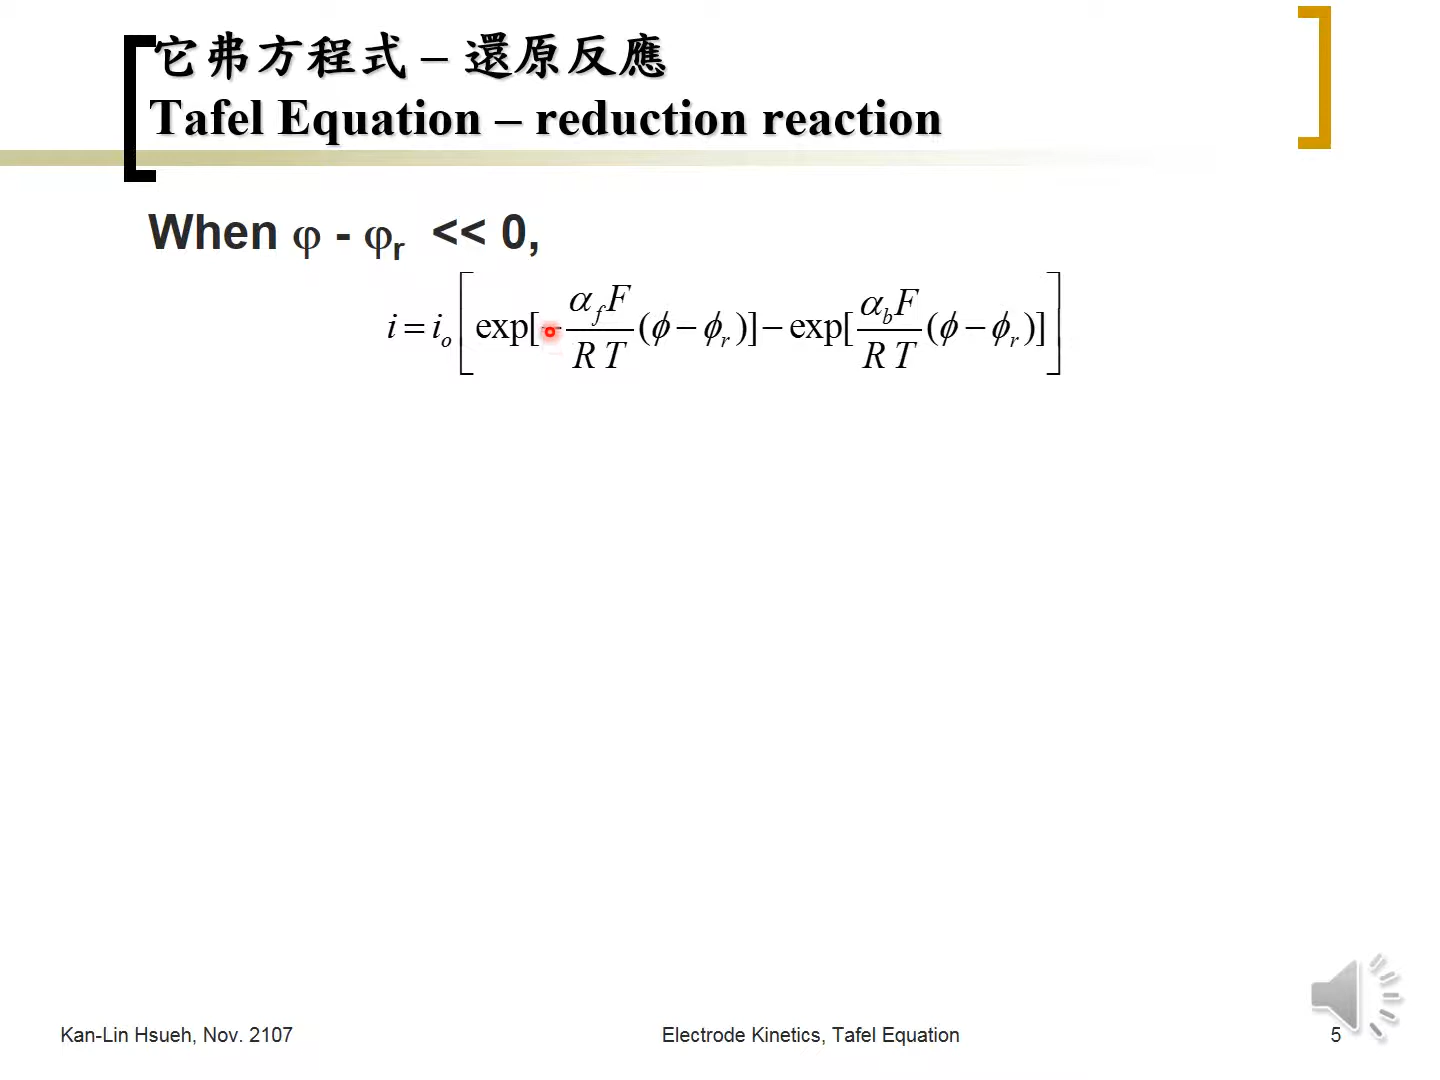 它弗方程式 – 還原反應
Tafel Equation – reduction reaction
When φ - φr << 0,
i = io [ exp[− αf F / R T (ϕ − ϕr)] − exp[ αb F / R T (ϕ − ϕr)] ]
Kan-Lin Hsueh, Nov. 2107
Electrode Kinetics, Tafel Equation
5